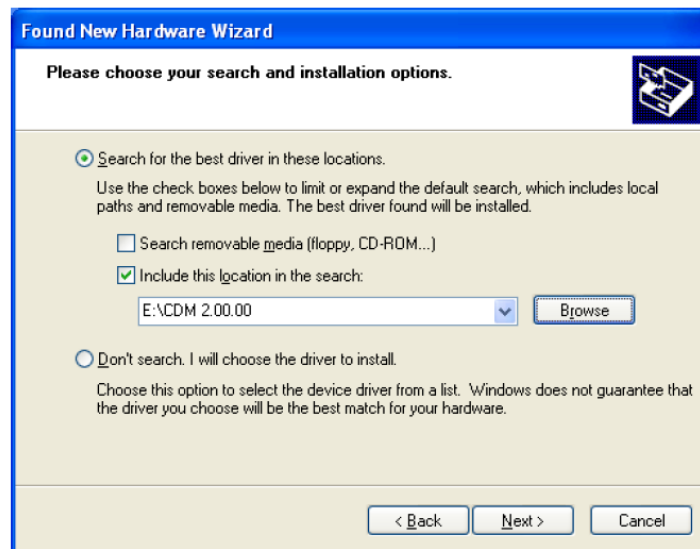 Found New Hardware Wizard
Please choose your search and installation options.
Search for the best driver in these locations.
Use the check boxes below to limit or expand the default search, which includes local
paths and removable media. The best driver found will be installed.
Search removable media (floppy, CD-ROM...)
Include this location in the search:
E:\CDM 2.00.00
Browse
Don't search. I will choose the driver to install.
Choose this option to select the device driver from a list. Windows does not guarantee that
the driver you choose will be the best match for your hardware.
< Back
Next >
Cancel